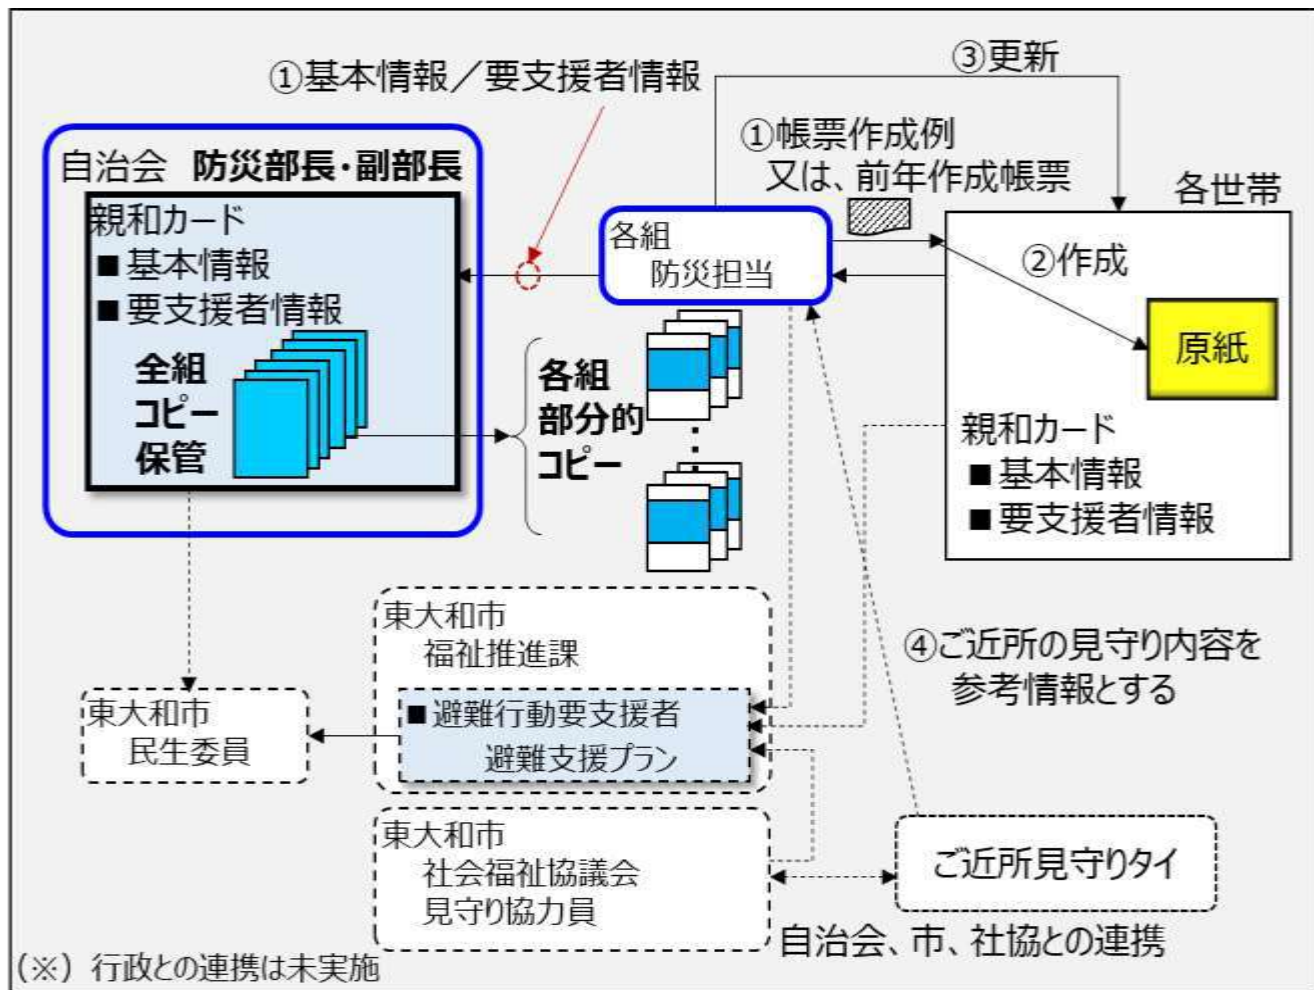 ①基本情報／要支援者情報
③更新
①帳票作成例
又は、前年作成帳票
自治会 防災部長・副部長
親和カード
■基本情報
■要支援者情報
全組
コピー
保管
各組
防災担当
各組
部分的
コピー
各世帯
②作成
原紙
親和カード
■基本情報
■要支援者情報
東大和市
福祉推進課
■避難行動要支援者
避難支援プラン
東大和市
民生委員
④ご近所の見守り内容を
参考情報とする
東大和市
社会福祉協議会
見守り協力員
ご近所見守りタイ
自治会、市、社協との連携
(※) 行政との連携は未実施